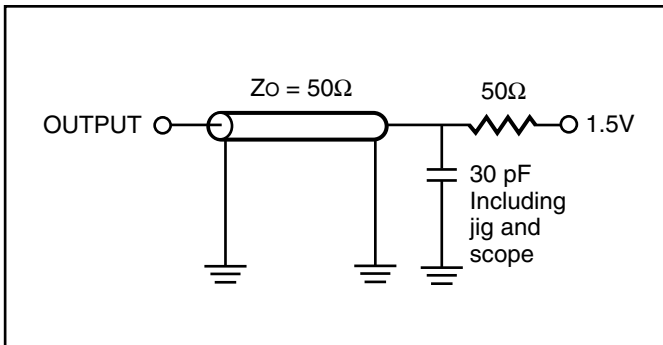 ZO = 50Ω
50Ω
OUTPUT
1.5V
30 pF
Including
jig and
scope